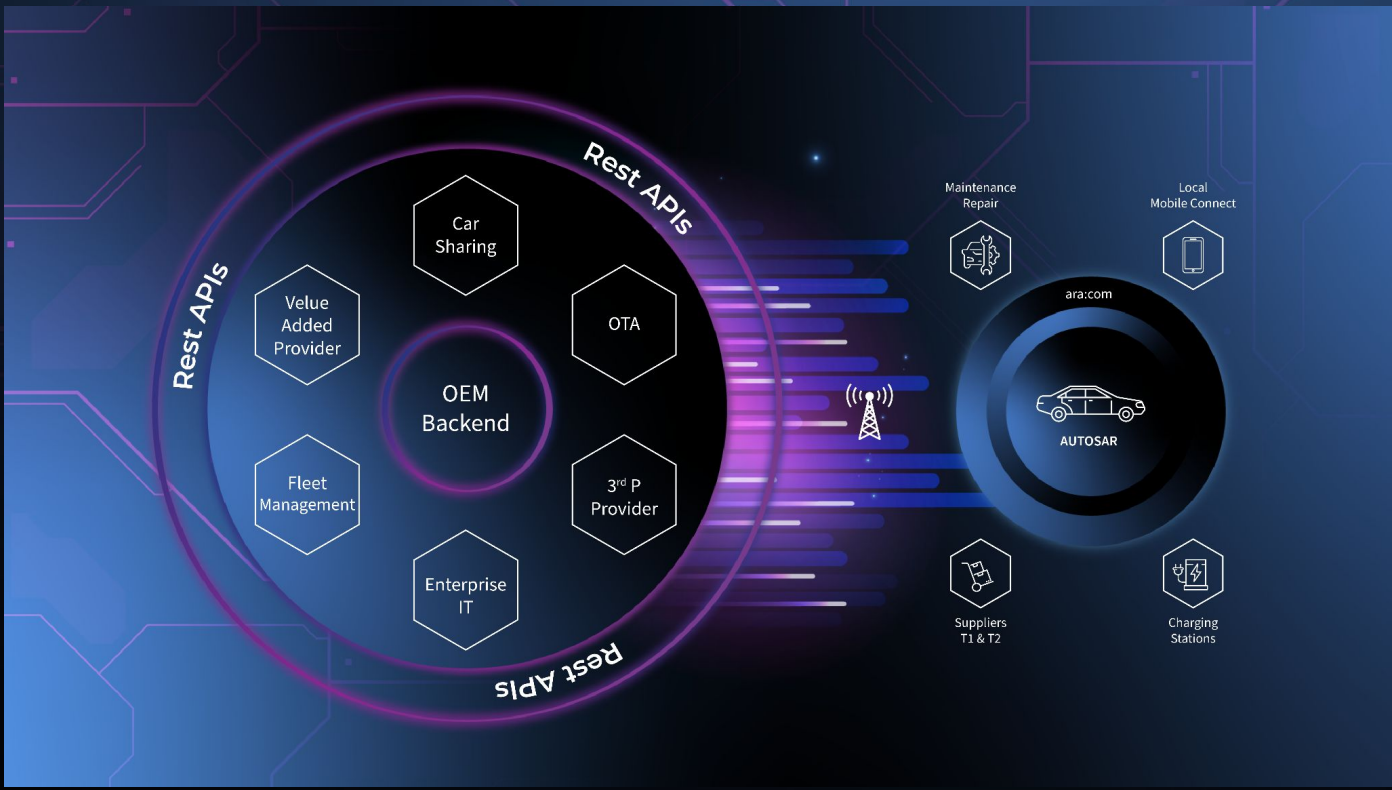 Rest APIs
Rest APIs
Rest APIs
Car
Sharing
Velue
Added
Provider
OTA
OEM
Backend
Fleet
Management
3rd P
Provider
Enterprise
IT
Maintenance
Repair
Local
Mobile Connect
ara:com
AUTOSAR
Suppliers
T1 & T2
Charging
Stations